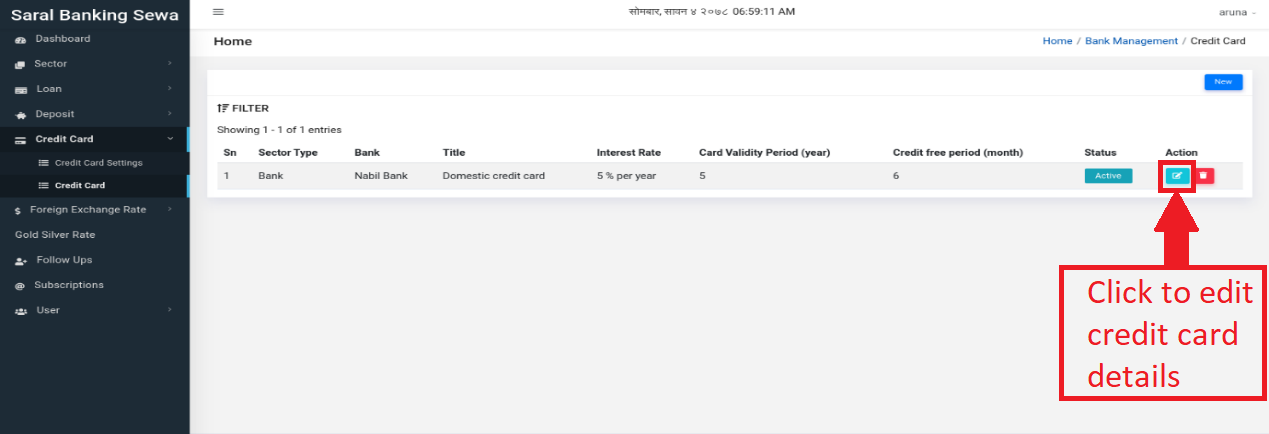 Saral Banking Sewa
सोमबार, सावन ४ २०७८ 06:59:11 AM
aruna
Dashboard
Sector
Loan
Deposit
Credit Card
Credit Card Settings
Credit Card
Foreign Exchange Rate
Gold Silver Rate
Follow Ups
Subscriptions
User
Home
Home / Bank Management / Credit Card
New
FILTER
Showing 1 - 1 of 1 entries
Sn Sector Type Bank Title Interest Rate Card Validity Period (year) Credit free period (month) Status Action
1 Bank Nabil Bank Domestic credit card 5 % per year 5 6 Active
Click to edit
credit card
details